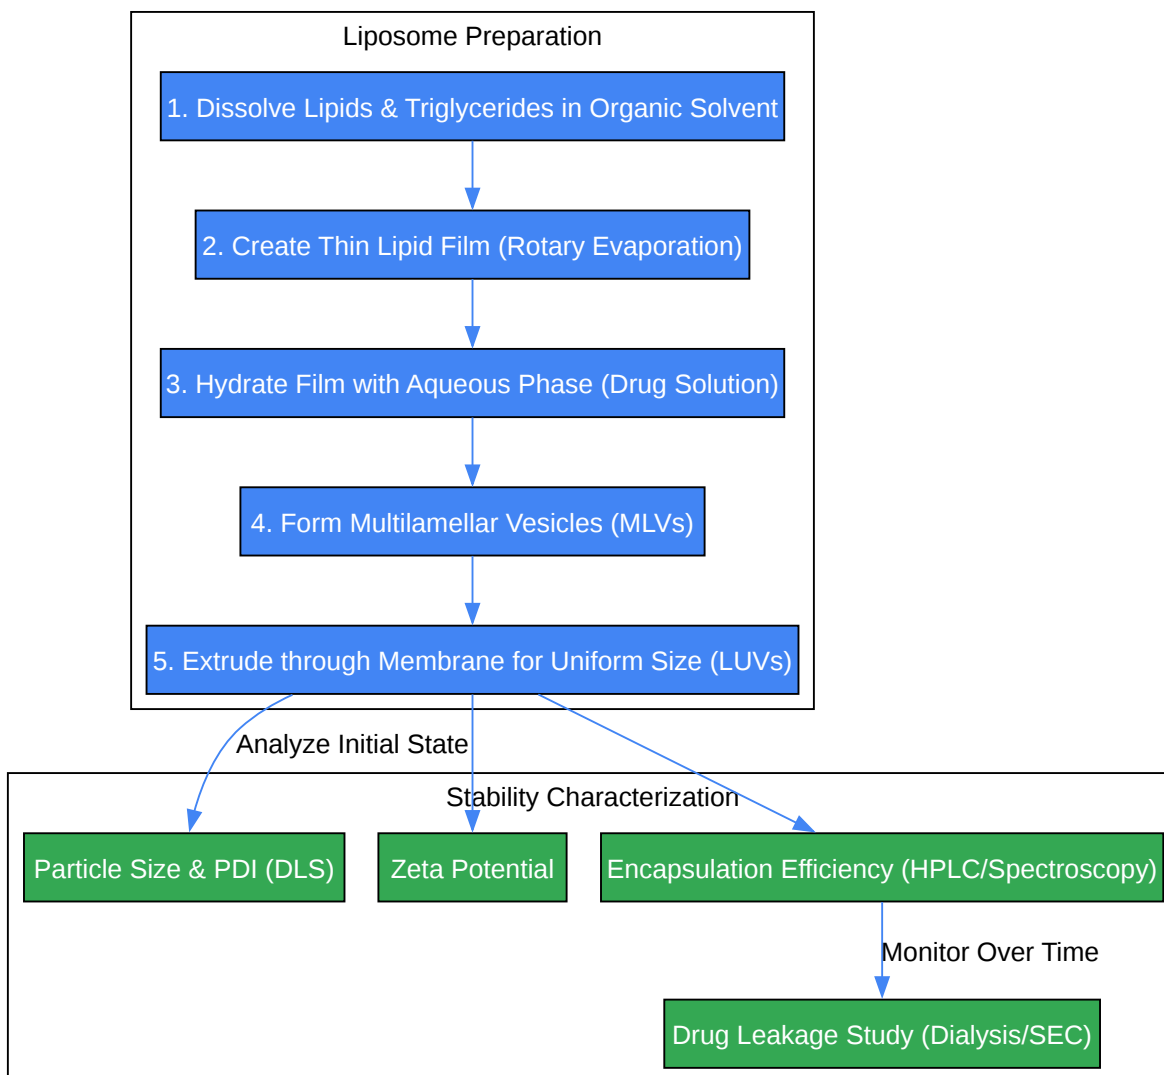 Liposome Preparation
1. Dissolve Lipids & Triglycerides in Organic Solvent
2. Create Thin Lipid Film (Rotary Evaporation)
3. Hydrate Film with Aqueous Phase (Drug Solution)
4. Form Multilamellar Vesicles (MLVs)
5. Extrude through Membrane for Uniform Size (LUVs)
Analyze Initial State
Stability Characterization
Particle Size & PDI (DLS)
Zeta Potential
Encapsulation Efficiency (HPLC/Spectroscopy)
Monitor Over Time
Drug Leakage Study (Dialysis/SEC)